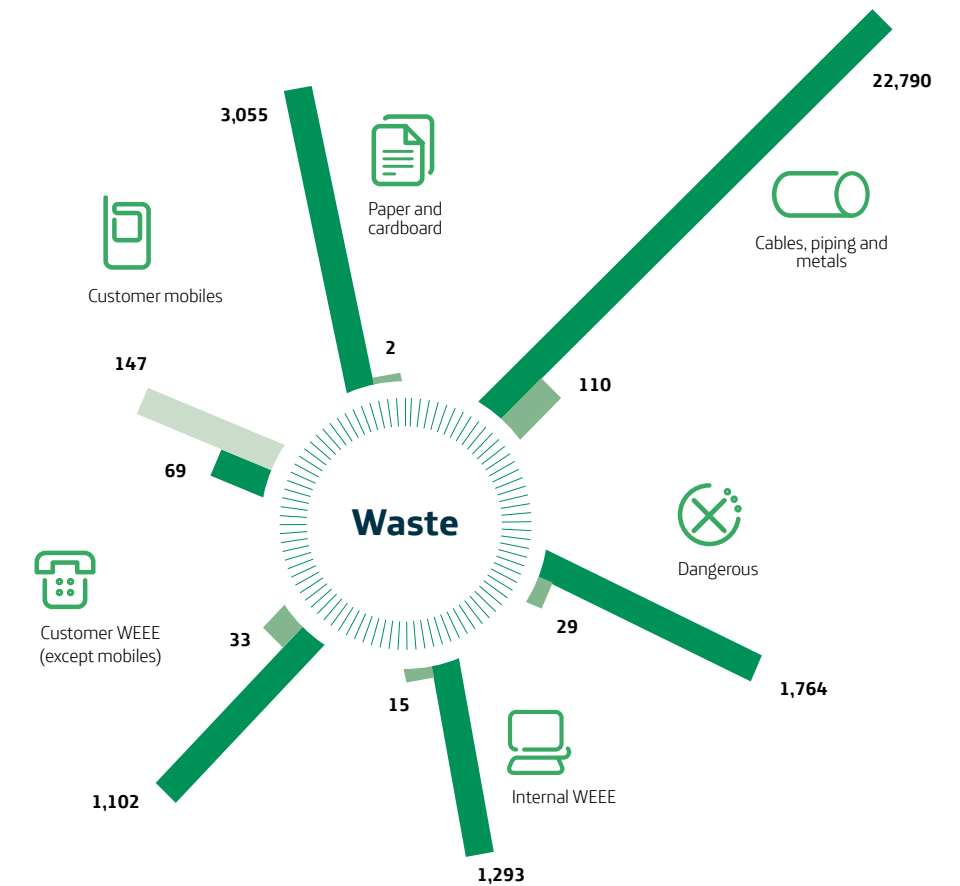 22,790
3,055
Paper and
cardboard
Cables, piping and
metals
Customer mobiles
2
147
110
69
Waste
Dangerous
Customer WEEE
(except mobiles)
33
29
15
1,764
1,102
Internal WEEE
1,293